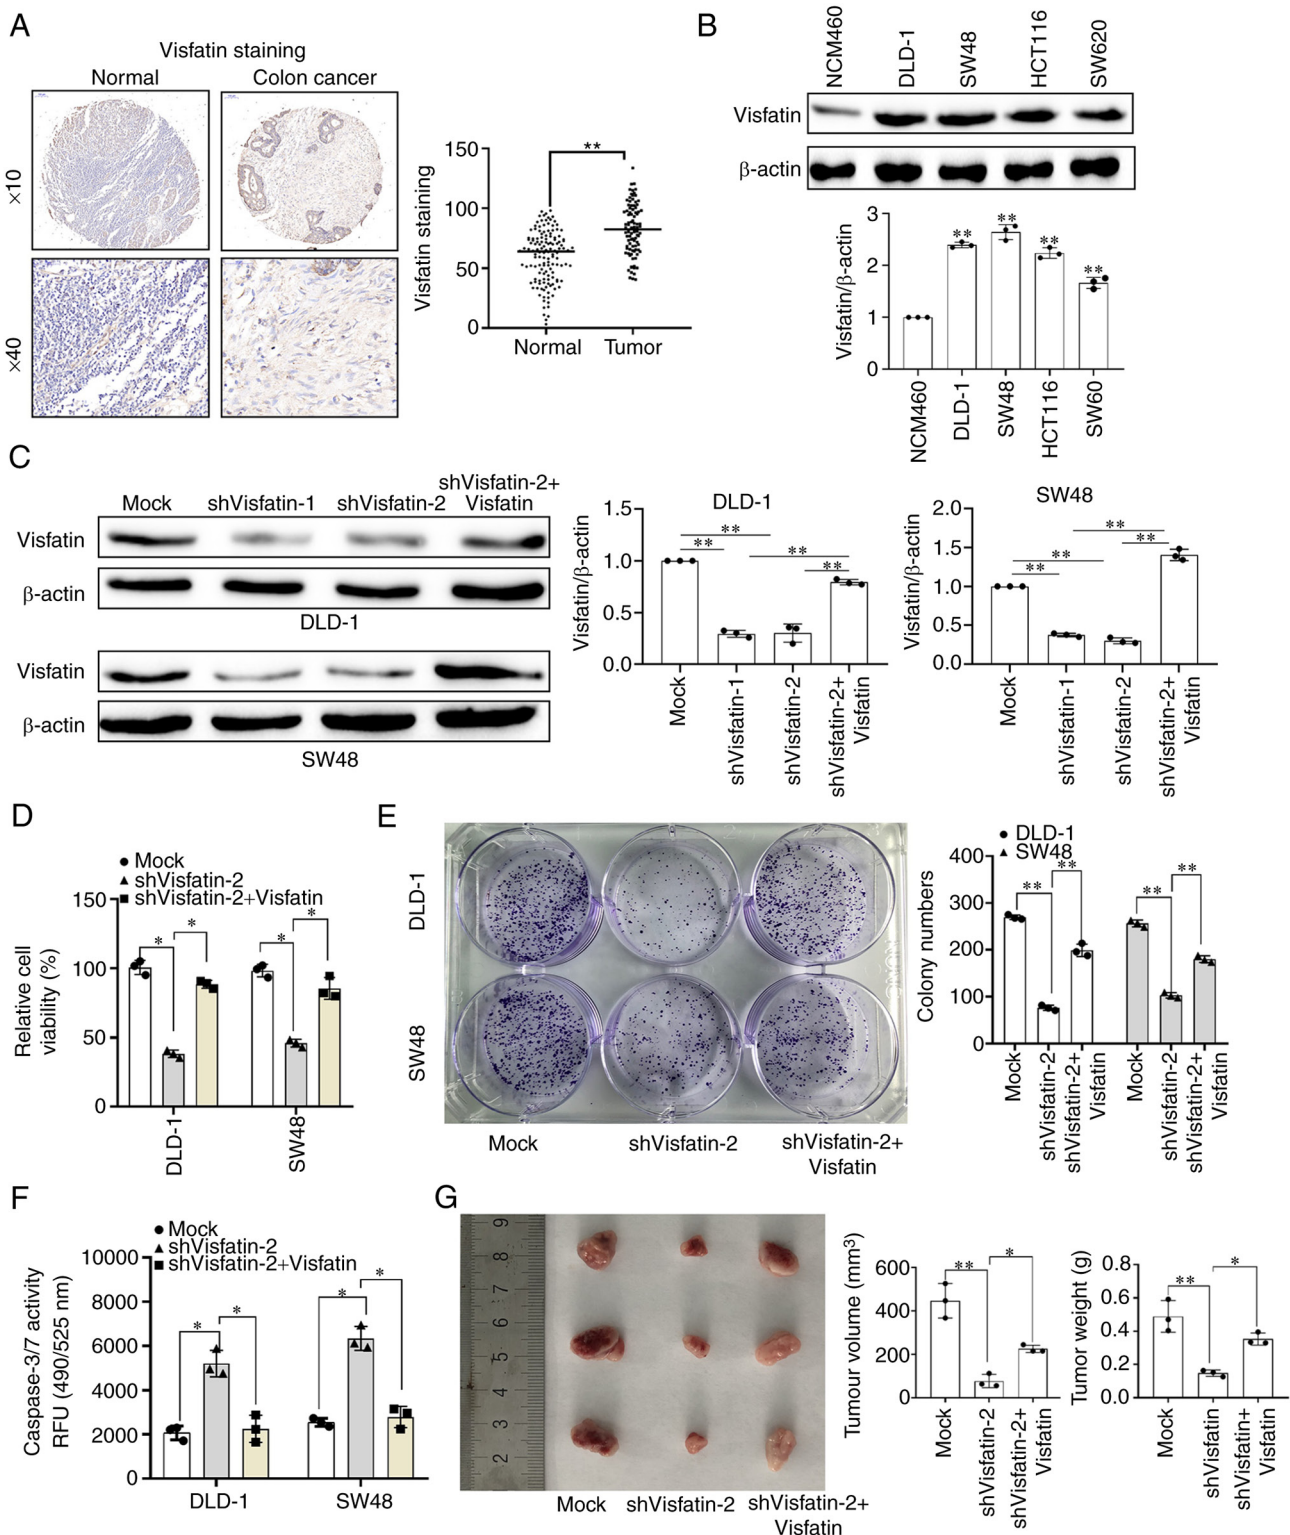 A
Visfatin staining
Normal
Colon cancer
×10
×40
Visfatin staining
150
100
50
0
**
Normal
Tumor
B
NCM460
DLD-1
SW48
HCT116
SW620
Visfatin
β-actin
Visfatin/β-actin
3
2
1
0
**
**
**
**
NCM460
DLD-1
SW48
HCT116
SW60
C
Mock
shVisfatin-1
shVisfatin-2
shVisfatin-2+
Visfatin
Visfatin
β-actin
DLD-1
Visfatin
β-actin
SW48
DLD-1
Visfatin/β-actin
1.5
1.0
0.5
0.0
**
**
**
**
Mock
shVisfatin-1
shVisfatin-2
shVisfatin-2+
Visfatin
SW48
Visfatin/β-actin
2.0
1.5
1.0
0.5
0.0
**
**
**
**
Mock
shVisfatin-1
shVisfatin-2
shVisfatin-2+
Visfatin
D
Mock
shVisfatin-2
shVisfatin-2+Visfatin
Relative cell
viability (%)
150
100
50
0
*
*
*
*
DLD-1
SW48
E
DLD-1
SW48
Mock
shVisfatin-2
shVisfatin-2+
Visfatin
DLD-1
SW48
Colony numbers
400
300
200
100
0
**
**
**
**
Mock
shVisfatin-2
shVisfatin-2+
Visfatin
Mock
shVisfatin-2
shVisfatin-2+
Visfatin
F
Mock
shVisfatin-2
shVisfatin-2+Visfatin
Caspase-3/7 activity
RFU (490/525 nm)
10000
8000
6000
4000
2000
0
*
*
*
*
DLD-1
SW48
G
9
8
7
6
5
4
3
2
Mock
shVisfatin-2
shVisfatin-2+
Visfatin
Tumour volume (mm³)
600
400
200
0
**
*
Mock
shVisfatin-2
shVisfatin-2+
Visfatin
Tumor weight (g)
0.8
0.6
0.4
0.2
0.0
**
*
Mock
shVisfatin
shVisfatin+
Visfatin